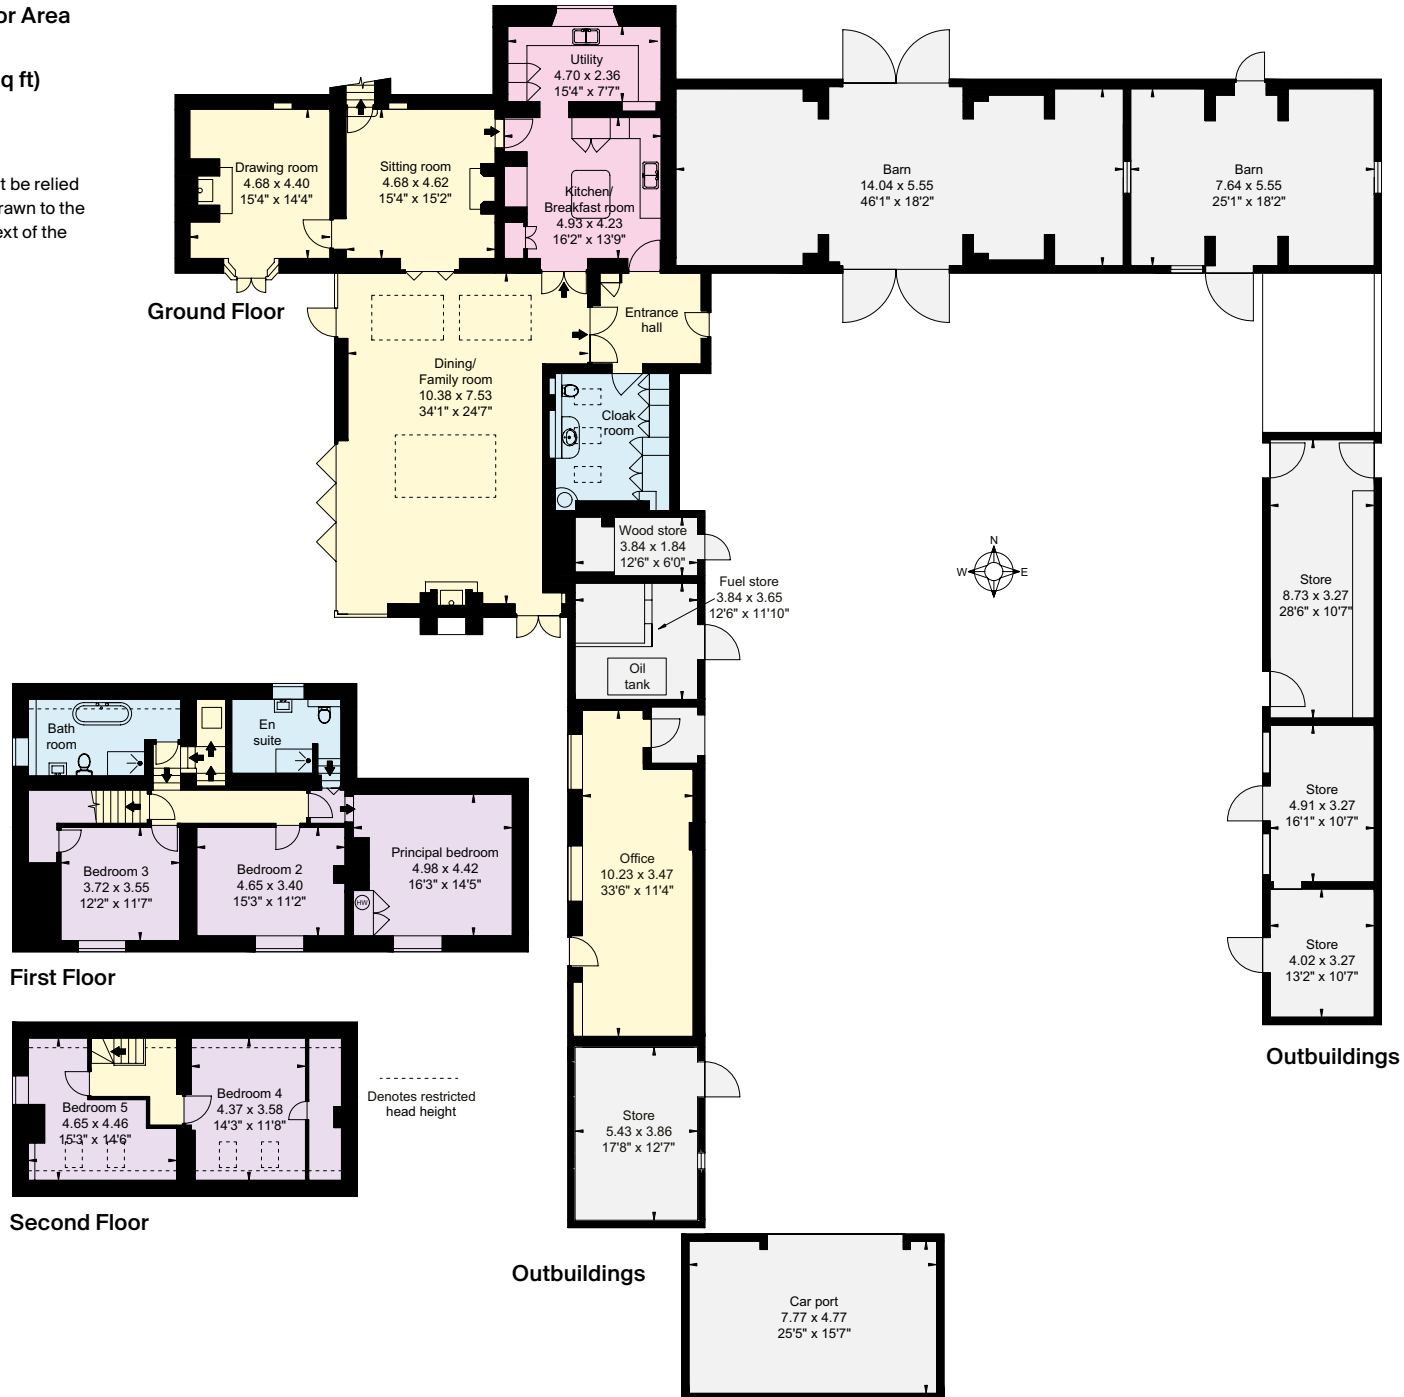 or Area
q ft)
t be relied
rawn to the
ext of the
Utility
4.70 x 2.36
15'4" x 7'7"
Drawing room
4.68 x 4.40
15'4" x 14'4"
Sitting room
4.68 x 4.62
15'4" x 15'2"
Kitchen/
Breakfast room
4.93 x 4.23
16'2" x 13'9"
Barn
14.04 x 5.55
46'1" x 18'2"
Barn
7.64 x 5.55
25'1" x 18'2"
Ground Floor
Entrance
hall
Dining/
Family room
10.38 x 7.53
34'1" x 24'7"
Cloak
room
Wood store
3.84 x 1.84
12'6" x 6'0"
Fuel store
3.84 x 3.65
12'6" x 11'10"
Oil
tank
N
W
E
S
Store
8.73 x 3.27
28'6" x 10'7"
Bath
room
En
suite
Bedroom 3
3.72 x 3.55
12'2" x 11'7"
Bedroom 2
4.65 x 3.40
15'3" x 11'2"
Principal bedroom
4.98 x 4.42
16'3" x 14'5"
HW
Office
10.23 x 3.47
33'6" x 11'4"
Store
4.91 x 3.27
16'1" x 10'7"
Store
4.02 x 3.27
13'2" x 10'7"
First Floor
Outbuildings
Bedroom 5
4.65 x 4.46
15'3" x 14'6"
Bedroom 4
4.37 x 3.58
14'3" x 11'8"
Denotes restricted
head height
Store
5.43 x 3.86
17'8" x 12'7"
Second Floor
Outbuildings
Car port
7.77 x 4.77
25'5" x 15'7"